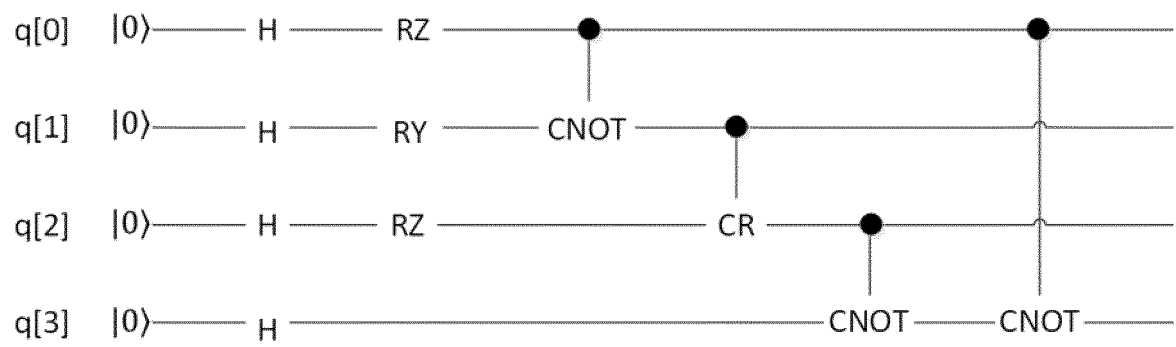 q[0] |0⟩ H RZ
q[1] |0⟩ H RY CNOT
q[2] |0⟩ H RZ CR
q[3] |0⟩ H CNOT CNOT